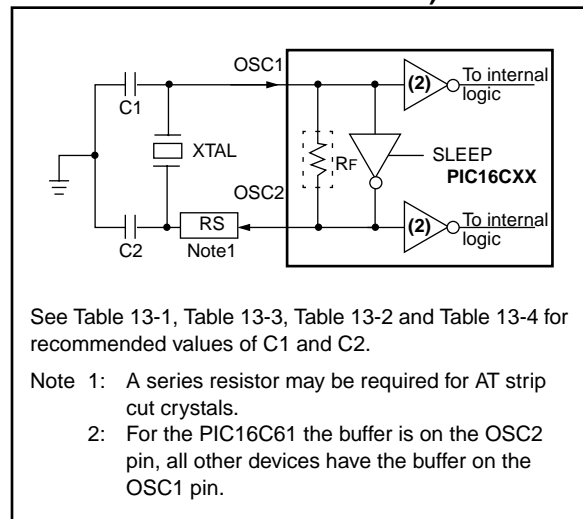 OSC1
C1
XTAL
OSC2
C2
RS
Note1
RF
(2)
To internal
logic
SLEEP
PIC16CXX
(2)
To internal
logic
See Table 13-1, Table 13-3, Table 13-2 and Table 13-4 for
recommended values of C1 and C2.
Note 1: A series resistor may be required for AT strip
cut crystals.
2: For the PIC16C61 the buffer is on the OSC2
pin, all other devices have the buffer on the
OSC1 pin.